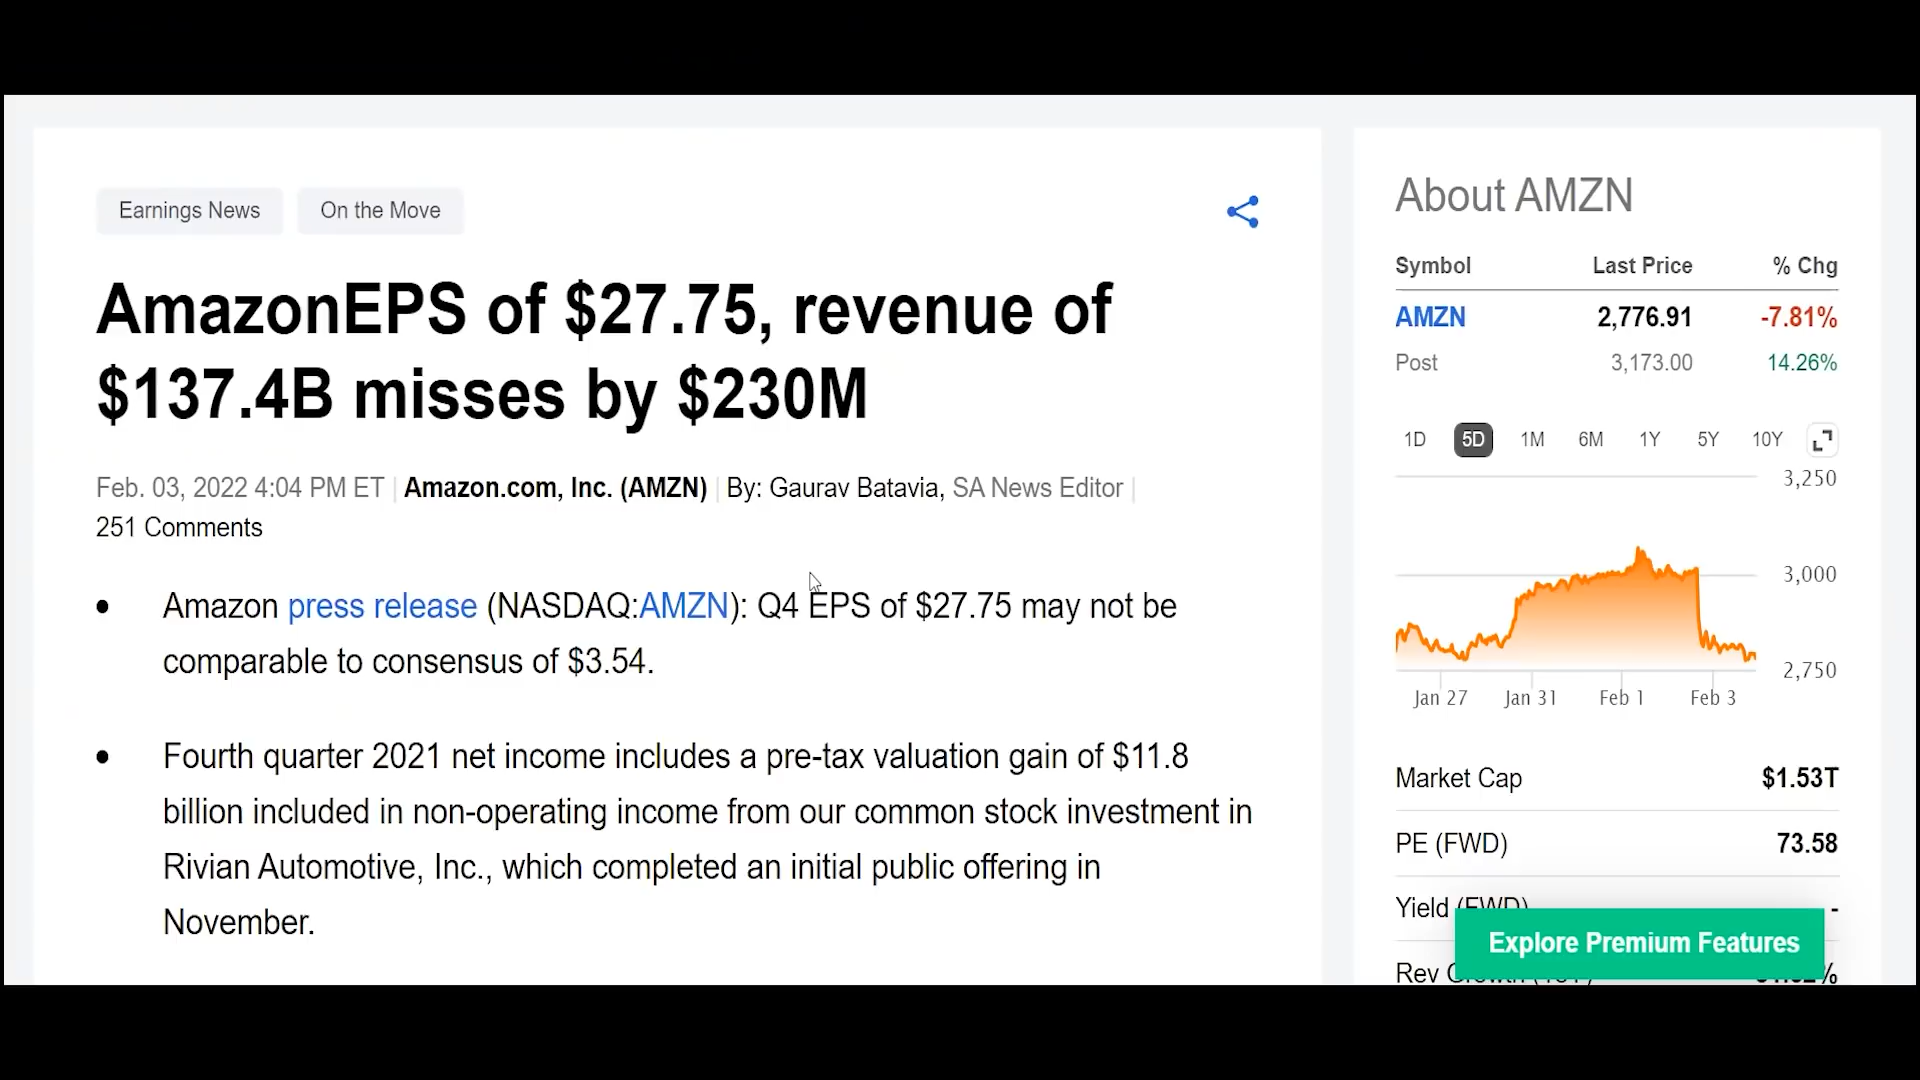 Earnings News
On the Move
AmazonEPS of $27.75, revenue of
$137.4B misses by $230M
Feb. 03, 2022 4:04 PM ET | Amazon.com, Inc. (AMZN) | By: Gaurav Batavia, SA News Editor |
251 Comments
• Amazon press release (NASDAQ:AMZN): Q4 EPS of $27.75 may not be
comparable to consensus of $3.54.
• Fourth quarter 2021 net income includes a pre-tax valuation gain of $11.8
billion included in non-operating income from our common stock investment in
Rivian Automotive, Inc., which completed an initial public offering in
November.
About AMZN
Symbol Last Price % Chg
AMZN 2,776.91 -7.81%
Post 3,173.00 14.26%
1D 5D 1M 6M 1Y 5Y 10Y
3,250
3,000
2,750
Jan 27 Jan 31 Feb 1 Feb 3
Market Cap $1.53T
PE (FWD) 73.58
Yield (FWD) -
Explore Premium Features
Rev